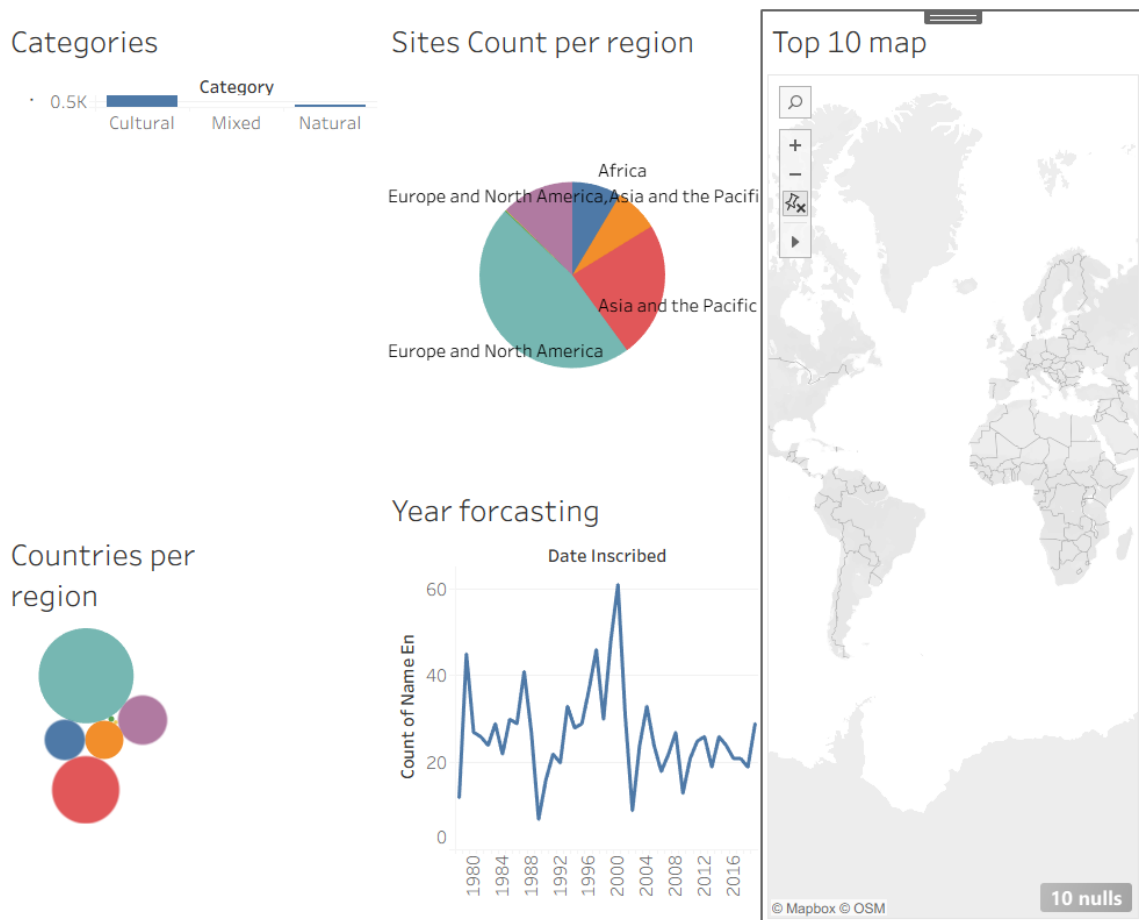 Categories
Category
0.5K
Cultural
Mixed
Natural
Sites Count per region
Africa
Europe and North America,Asia and the Pacifi
Asia and the Pacific
Europe and North America
Top 10 map
© Mapbox © OSM
10 nulls
Countries per
region
Year forcasting
Date Inscribed
Count of Name En
60
40
20
0
1980
1984
1988
1992
1996
2000
2004
2008
2012
2016